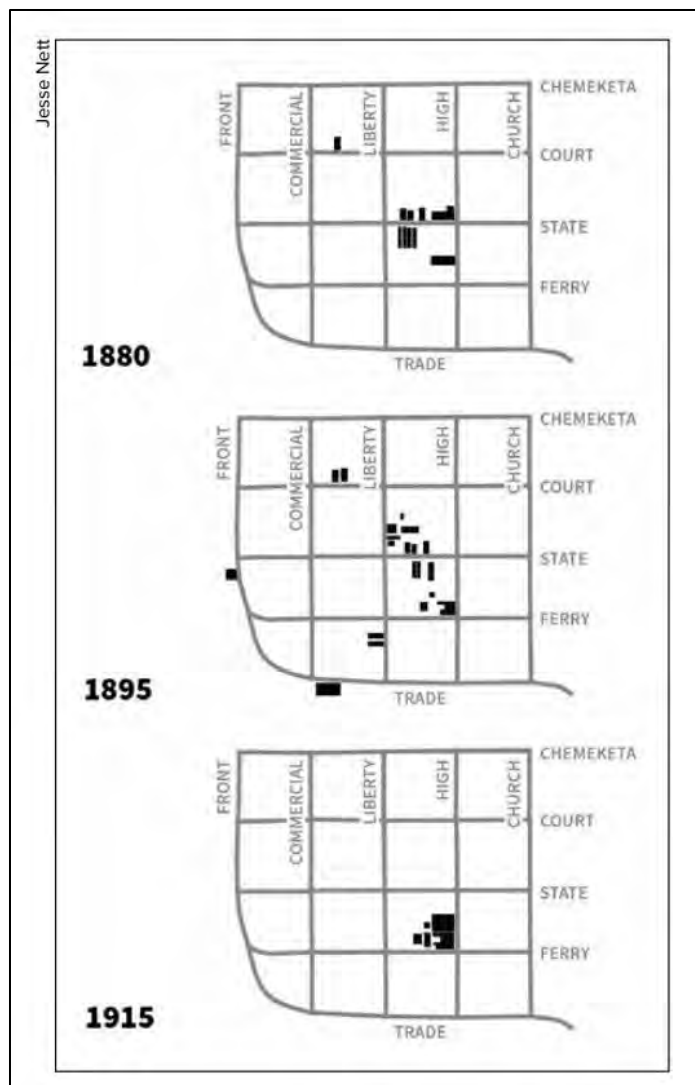 Jesse Nett
CHEMEKETA
FRONT
COMMERCIAL
LIBERTY
HIGH
CHURCH
COURT
STATE
FERRY
1880
TRADE
CHEMEKETA
FRONT
COMMERCIAL
LIBERTY
HIGH
CHURCH
COURT
STATE
FERRY
1895
TRADE
CHEMEKETA
FRONT
COMMERCIAL
LIBERTY
HIGH
CHURCH
COURT
STATE
FERRY
1915
TRADE